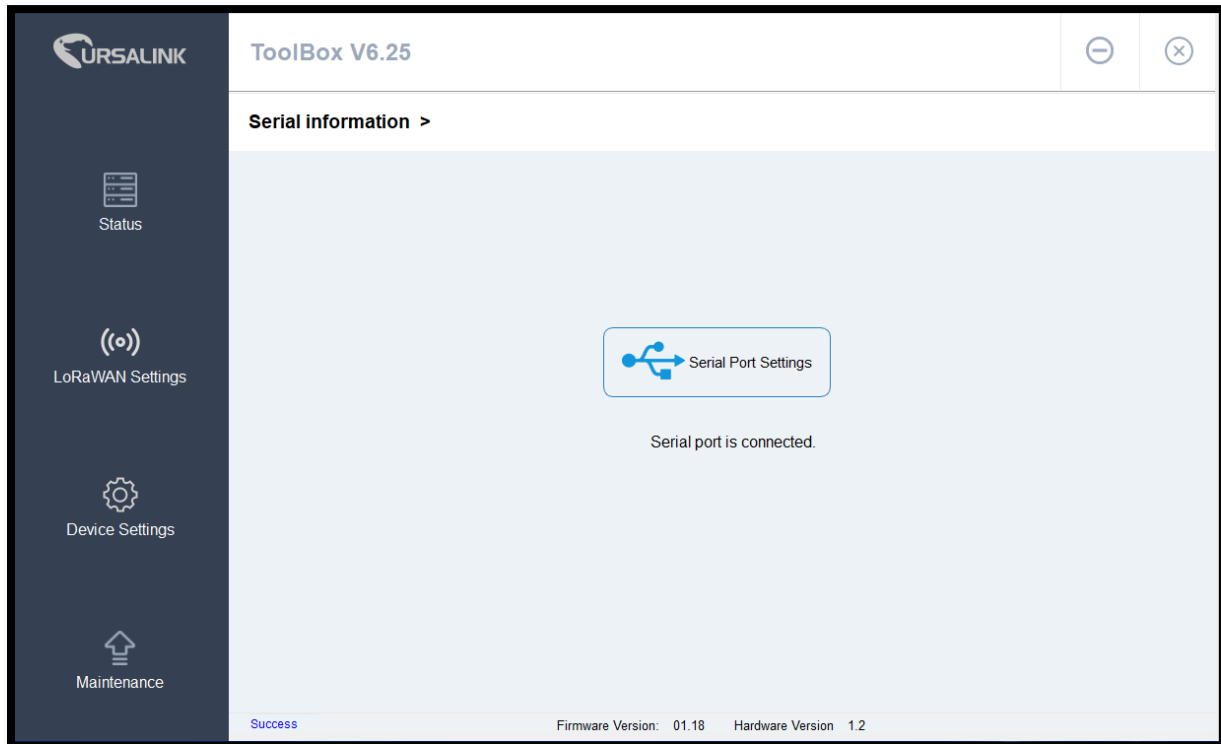 URSALINK
ToolBox V6.25
Serial information >
Status
LoRaWAN Settings
Device Settings
Maintenance
Serial Port Settings
Serial port is connected.
Success Firmware Version: 01.18 Hardware Version 1.2